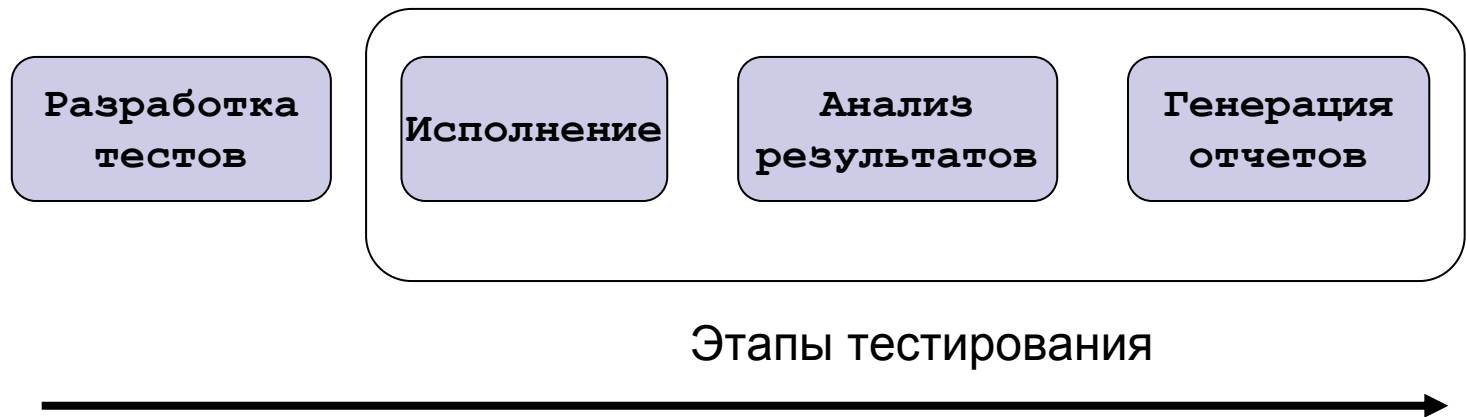 Разработка
тестов
Исполнение
Анализ
результатов
Генерация
отчетов
Этапы тестирования